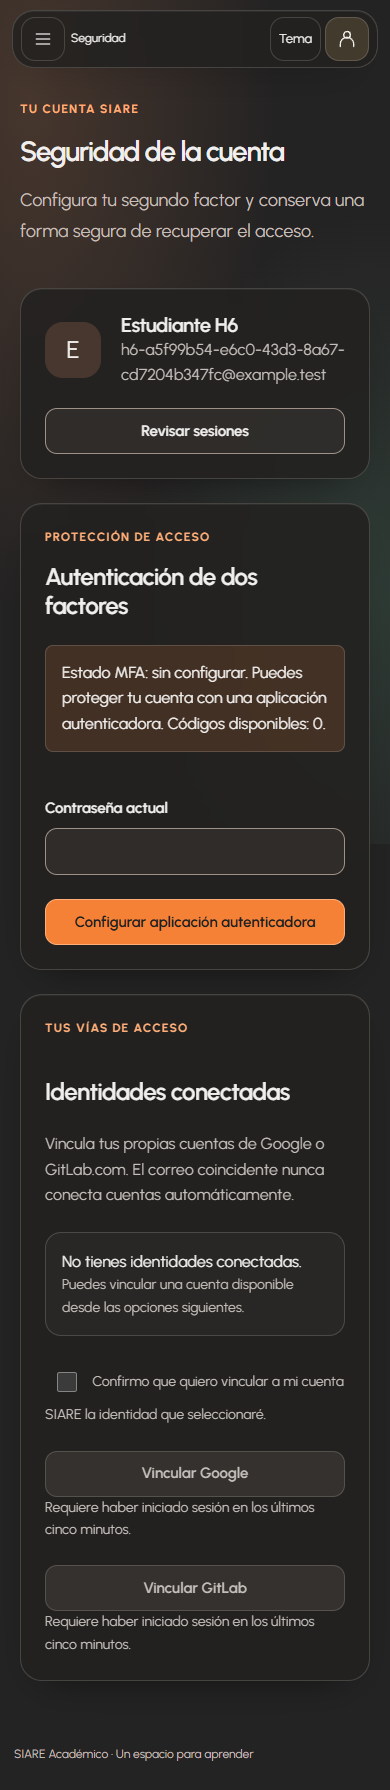 Seguridad
Tema
TU CUENTA SIARE
Seguridad de la cuenta
Configura tu segundo factor y conserva una
forma segura de recuperar el acceso.
E
Estudiante H6
h6-a5f99b54-e6c0-43d3-8a67-
cd7204b347fc@example.test
Revisar sesiones
PROTECCIÓN DE ACCESO
Autenticación de dos
factores
Estado MFA: sin configurar. Puedes
proteger tu cuenta con una aplicación
autenticadora. Códigos disponibles: 0.
Contraseña actual
Configurar aplicación autenticadora
TUS VÍAS DE ACCESO
Identidades conectadas
Vincula tus propias cuentas de Google o
GitLab.com. El correo coincidente nunca
conecta cuentas automáticamente.
No tienes identidades conectadas.
Puedes vincular una cuenta disponible
desde las opciones siguientes.
Confirmo que quiero vincular a mi cuenta
SIARE la identidad que seleccionaré.
Vincular Google
Requiere haber iniciado sesión en los últimos
cinco minutos.
Vincular GitLab
Requiere haber iniciado sesión en los últimos
cinco minutos.
SIARE Académico · Un espacio para aprender